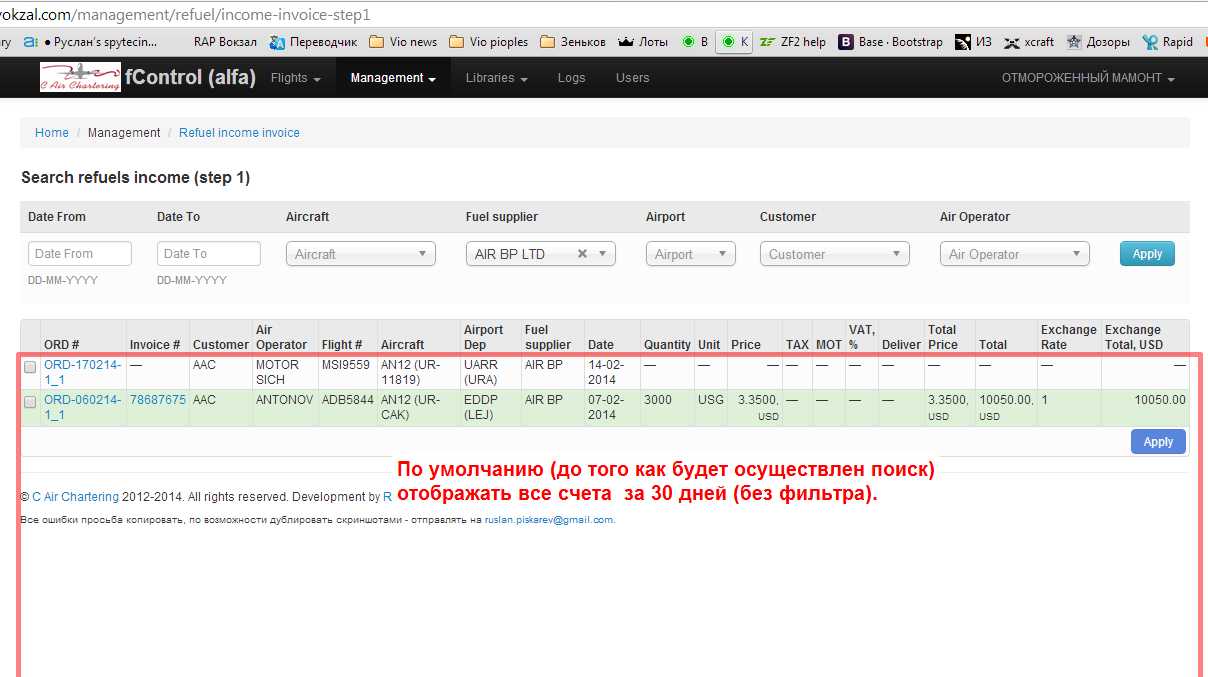 vokzal.com/management/refuel/income-invoice-step1
ry a: • Руслан's spytecin... RAP Вокзал Переводчик Vio news Vio pioples Зеньков Лоты В К ZF2 help Base · Bootstrap ИЗ xcraft Дозоры Rapid
C Air Chartering fControl (alfa) Flights Management Libraries Logs Users ОТМОРОЖЕННЫЙ МАМОНТ
Home / Management / Refuel income invoice
Search refuels income (step 1)
Date From Date To Aircraft Fuel supplier Airport Customer Air Operator
Date From Date To Aircraft AIR BP LTD Airport Customer Air Operator Apply
DD-MM-YYYY DD-MM-YYYY
Air Airport Fuel VAT, Total Exchange Exchange
ORD # Invoice # Customer Operator Flight # Aircraft Dep supplier Date Quantity Unit Price TAX MOT % Deliver Price Total Rate Total, USD
ORD-170214- — AAC MOTOR MSI9559 AN12 (UR- UARR AIR BP 14-02- — — — — — — — — — — —
1_1 SICH 11819) (URA) 2014
ORD-060214- 78687675 AAC ANTONOV ADB5844 AN12 (UR- EDDP AIR BP 07-02- 3000 USG 3.3500, — — — — 3.3500, 10050.00, 1 10050.00
1_1 CAK) (LEJ) 2014 USD USD USD
Apply
По умолчанию (до того как будет осуществлен поиск)
отображать все счета за 30 дней (без фильтра).
© C Air Chartering 2012-2014. All rights reserved. Development by R
Все ошибки просьба копировать, по возможности дублировать скриншотами - отправлять на ruslan.piskarev@gmail.com.